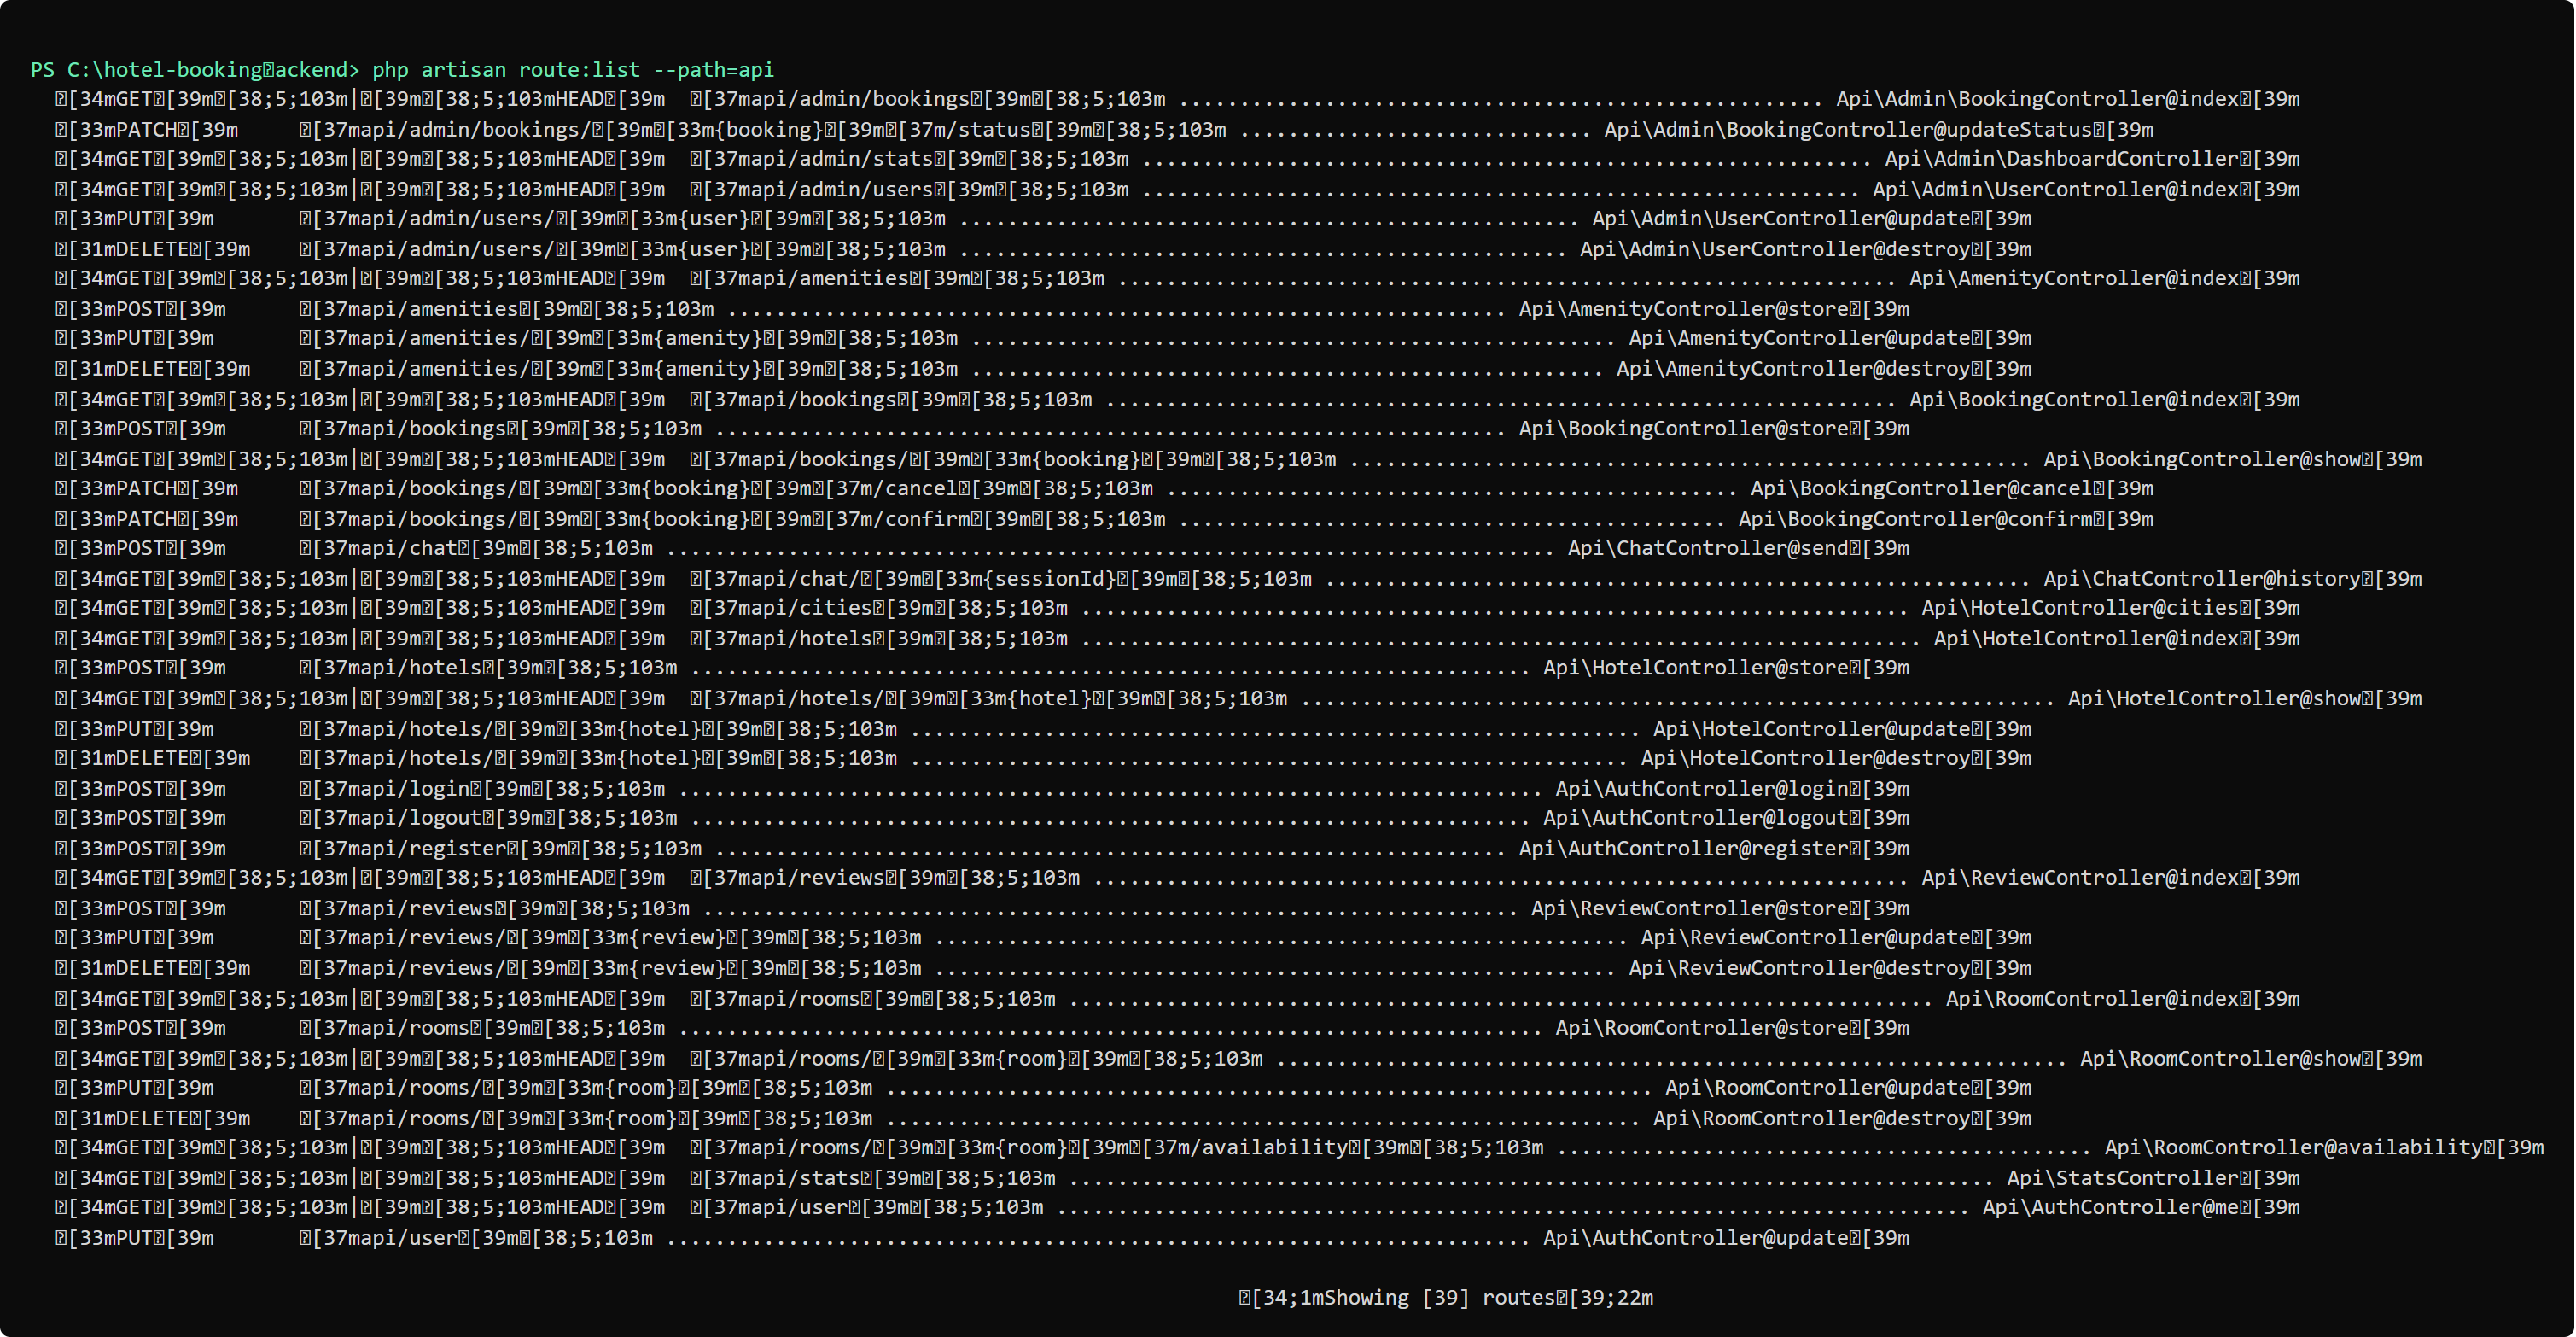 PS C:\hotel-booking⍰ackend> php artisan route:list --path=api
⍰[34mGET⍰[39m⍰[38;5;103m|⍰[39m⍰[38;5;103mHEAD⍰[39m  ⍰[37mapi/admin/bookings⍰[39m⍰[38;5;103m ..................................................... Api\Admin\BookingController@index⍰[39m
⍰[33mPATCH⍰[39m     ⍰[37mapi/admin/bookings/⍰[39m⍰[33m{booking}⍰[39m⍰[37m/status⍰[39m⍰[38;5;103m ............................. Api\Admin\BookingController@updateStatus⍰[39m
⍰[34mGET⍰[39m⍰[38;5;103m|⍰[39m⍰[38;5;103mHEAD⍰[39m  ⍰[37mapi/admin/stats⍰[39m⍰[38;5;103m ............................................................ Api\Admin\DashboardController⍰[39m
⍰[34mGET⍰[39m⍰[38;5;103m|⍰[39m⍰[38;5;103mHEAD⍰[39m  ⍰[37mapi/admin/users⍰[39m⍰[38;5;103m ........................................................... Api\Admin\UserController@index⍰[39m
⍰[33mPUT⍰[39m       ⍰[37mapi/admin/users/⍰[39m⍰[33m{user}⍰[39m⍰[38;5;103m ................................................... Api\Admin\UserController@update⍰[39m
⍰[31mDELETE⍰[39m    ⍰[37mapi/admin/users/⍰[39m⍰[33m{user}⍰[39m⍰[38;5;103m .................................................. Api\Admin\UserController@destroy⍰[39m
⍰[34mGET⍰[39m⍰[38;5;103m|⍰[39m⍰[38;5;103mHEAD⍰[39m  ⍰[37mapi/amenities⍰[39m⍰[38;5;103m ................................................................ Api\AmenityController@index⍰[39m
⍰[33mPOST⍰[39m      ⍰[37mapi/amenities⍰[39m⍰[38;5;103m ................................................................ Api\AmenityController@store⍰[39m
⍰[33mPUT⍰[39m       ⍰[37mapi/amenities/⍰[39m⍰[33m{amenity}⍰[39m⍰[38;5;103m ..................................................... Api\AmenityController@update⍰[39m
⍰[31mDELETE⍰[39m    ⍰[37mapi/amenities/⍰[39m⍰[33m{amenity}⍰[39m⍰[38;5;103m .................................................... Api\AmenityController@destroy⍰[39m
⍰[34mGET⍰[39m⍰[38;5;103m|⍰[39m⍰[38;5;103mHEAD⍰[39m  ⍰[37mapi/bookings⍰[39m⍰[38;5;103m ................................................................. Api\BookingController@index⍰[39m
⍰[33mPOST⍰[39m      ⍰[37mapi/bookings⍰[39m⍰[38;5;103m ................................................................. Api\BookingController@store⍰[39m
⍰[34mGET⍰[39m⍰[38;5;103m|⍰[39m⍰[38;5;103mHEAD⍰[39m  ⍰[37mapi/bookings/⍰[39m⍰[33m{booking}⍰[39m⍰[38;5;103m ........................................................ Api\BookingController@show⍰[39m
⍰[33mPATCH⍰[39m     ⍰[37mapi/bookings/⍰[39m⍰[33m{booking}⍰[39m⍰[37m/cancel⍰[39m⍰[38;5;103m ............................................... Api\BookingController@cancel⍰[39m
⍰[33mPATCH⍰[39m     ⍰[37mapi/bookings/⍰[39m⍰[33m{booking}⍰[39m⍰[37m/confirm⍰[39m⍰[38;5;103m ............................................. Api\BookingController@confirm⍰[39m
⍰[33mPOST⍰[39m      ⍰[37mapi/chat⍰[39m⍰[38;5;103m ......................................................................... Api\ChatController@send⍰[39m
⍰[34mGET⍰[39m⍰[38;5;103m|⍰[39m⍰[38;5;103mHEAD⍰[39m  ⍰[37mapi/chat/⍰[39m⍰[33m{sessionId}⍰[39m⍰[38;5;103m .......................................................... Api\ChatController@history⍰[39m
⍰[34mGET⍰[39m⍰[38;5;103m|⍰[39m⍰[38;5;103mHEAD⍰[39m  ⍰[37mapi/cities⍰[39m⍰[38;5;103m .................................................................... Api\HotelController@cities⍰[39m
⍰[34mGET⍰[39m⍰[38;5;103m|⍰[39m⍰[38;5;103mHEAD⍰[39m  ⍰[37mapi/hotels⍰[39m⍰[38;5;103m ..................................................................... Api\HotelController@index⍰[39m
⍰[33mPOST⍰[39m      ⍰[37mapi/hotels⍰[39m⍰[38;5;103m ..................................................................... Api\HotelController@store⍰[39m
⍰[34mGET⍰[39m⍰[38;5;103m|⍰[39m⍰[38;5;103mHEAD⍰[39m  ⍰[37mapi/hotels/⍰[39m⍰[33m{hotel}⍰[39m⍰[38;5;103m .............................................................. Api\HotelController@show⍰[39m
⍰[33mPUT⍰[39m       ⍰[37mapi/hotels/⍰[39m⍰[33m{hotel}⍰[39m⍰[38;5;103m ............................................................ Api\HotelController@update⍰[39m
⍰[31mDELETE⍰[39m    ⍰[37mapi/hotels/⍰[39m⍰[33m{hotel}⍰[39m⍰[38;5;103m ........................................................... Api\HotelController@destroy⍰[39m
⍰[33mPOST⍰[39m      ⍰[37mapi/login⍰[39m⍰[38;5;103m ....................................................................... Api\AuthController@login⍰[39m
⍰[33mPOST⍰[39m      ⍰[37mapi/logout⍰[39m⍰[38;5;103m ..................................................................... Api\AuthController@logout⍰[39m
⍰[33mPOST⍰[39m      ⍰[37mapi/register⍰[39m⍰[38;5;103m ................................................................. Api\AuthController@register⍰[39m
⍰[34mGET⍰[39m⍰[38;5;103m|⍰[39m⍰[38;5;103mHEAD⍰[39m  ⍰[37mapi/reviews⍰[39m⍰[38;5;103m ................................................................... Api\ReviewController@index⍰[39m
⍰[33mPOST⍰[39m      ⍰[37mapi/reviews⍰[39m⍰[38;5;103m ................................................................... Api\ReviewController@store⍰[39m
⍰[33mPUT⍰[39m       ⍰[37mapi/reviews/⍰[39m⍰[33m{review}⍰[39m⍰[38;5;103m ......................................................... Api\ReviewController@update⍰[39m
⍰[31mDELETE⍰[39m    ⍰[37mapi/reviews/⍰[39m⍰[33m{review}⍰[39m⍰[38;5;103m ........................................................ Api\ReviewController@destroy⍰[39m
⍰[34mGET⍰[39m⍰[38;5;103m|⍰[39m⍰[38;5;103mHEAD⍰[39m  ⍰[37mapi/rooms⍰[39m⍰[38;5;103m ....................................................................... Api\RoomController@index⍰[39m
⍰[33mPOST⍰[39m      ⍰[37mapi/rooms⍰[39m⍰[38;5;103m ....................................................................... Api\RoomController@store⍰[39m
⍰[34mGET⍰[39m⍰[38;5;103m|⍰[39m⍰[38;5;103mHEAD⍰[39m  ⍰[37mapi/rooms/⍰[39m⍰[33m{room}⍰[39m⍰[38;5;103m ................................................................. Api\RoomController@show⍰[39m
⍰[33mPUT⍰[39m       ⍰[37mapi/rooms/⍰[39m⍰[33m{room}⍰[39m⍰[38;5;103m ............................................................... Api\RoomController@update⍰[39m
⍰[31mDELETE⍰[39m    ⍰[37mapi/rooms/⍰[39m⍰[33m{room}⍰[39m⍰[38;5;103m .............................................................. Api\RoomController@destroy⍰[39m
⍰[34mGET⍰[39m⍰[38;5;103m|⍰[39m⍰[38;5;103mHEAD⍰[39m  ⍰[37mapi/rooms/⍰[39m⍰[33m{room}⍰[39m⍰[37m/availability⍰[39m⍰[38;5;103m ............................................ Api\RoomController@availability⍰[39m
⍰[34mGET⍰[39m⍰[38;5;103m|⍰[39m⍰[38;5;103mHEAD⍰[39m  ⍰[37mapi/stats⍰[39m⍰[38;5;103m ............................................................................ Api\StatsController⍰[39m
⍰[34mGET⍰[39m⍰[38;5;103m|⍰[39m⍰[38;5;103mHEAD⍰[39m  ⍰[37mapi/user⍰[39m⍰[38;5;103m ........................................................................... Api\AuthController@me⍰[39m
⍰[33mPUT⍰[39m       ⍰[37mapi/user⍰[39m⍰[38;5;103m ....................................................................... Api\AuthController@update⍰[39m
⍰[34;1mShowing [39] routes⍰[39;22m